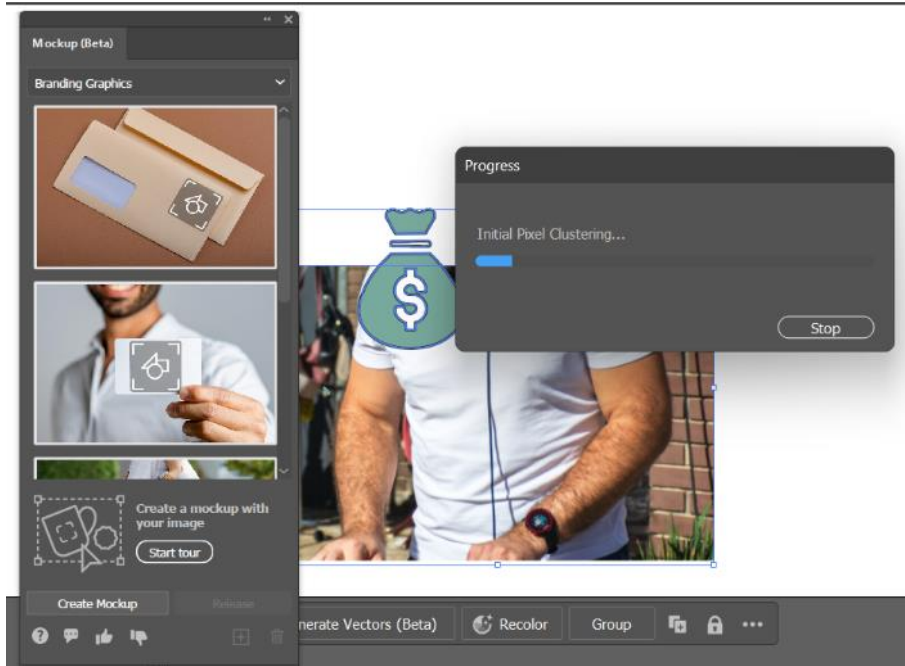 Mockup (Beta)
Branding Graphics
Create a mockup with
your image
Start tour
Create Mockup
Release
Progress
Initial Pixel Clustering...
Stop
$
nerate Vectors (Beta)
Recolor
Group